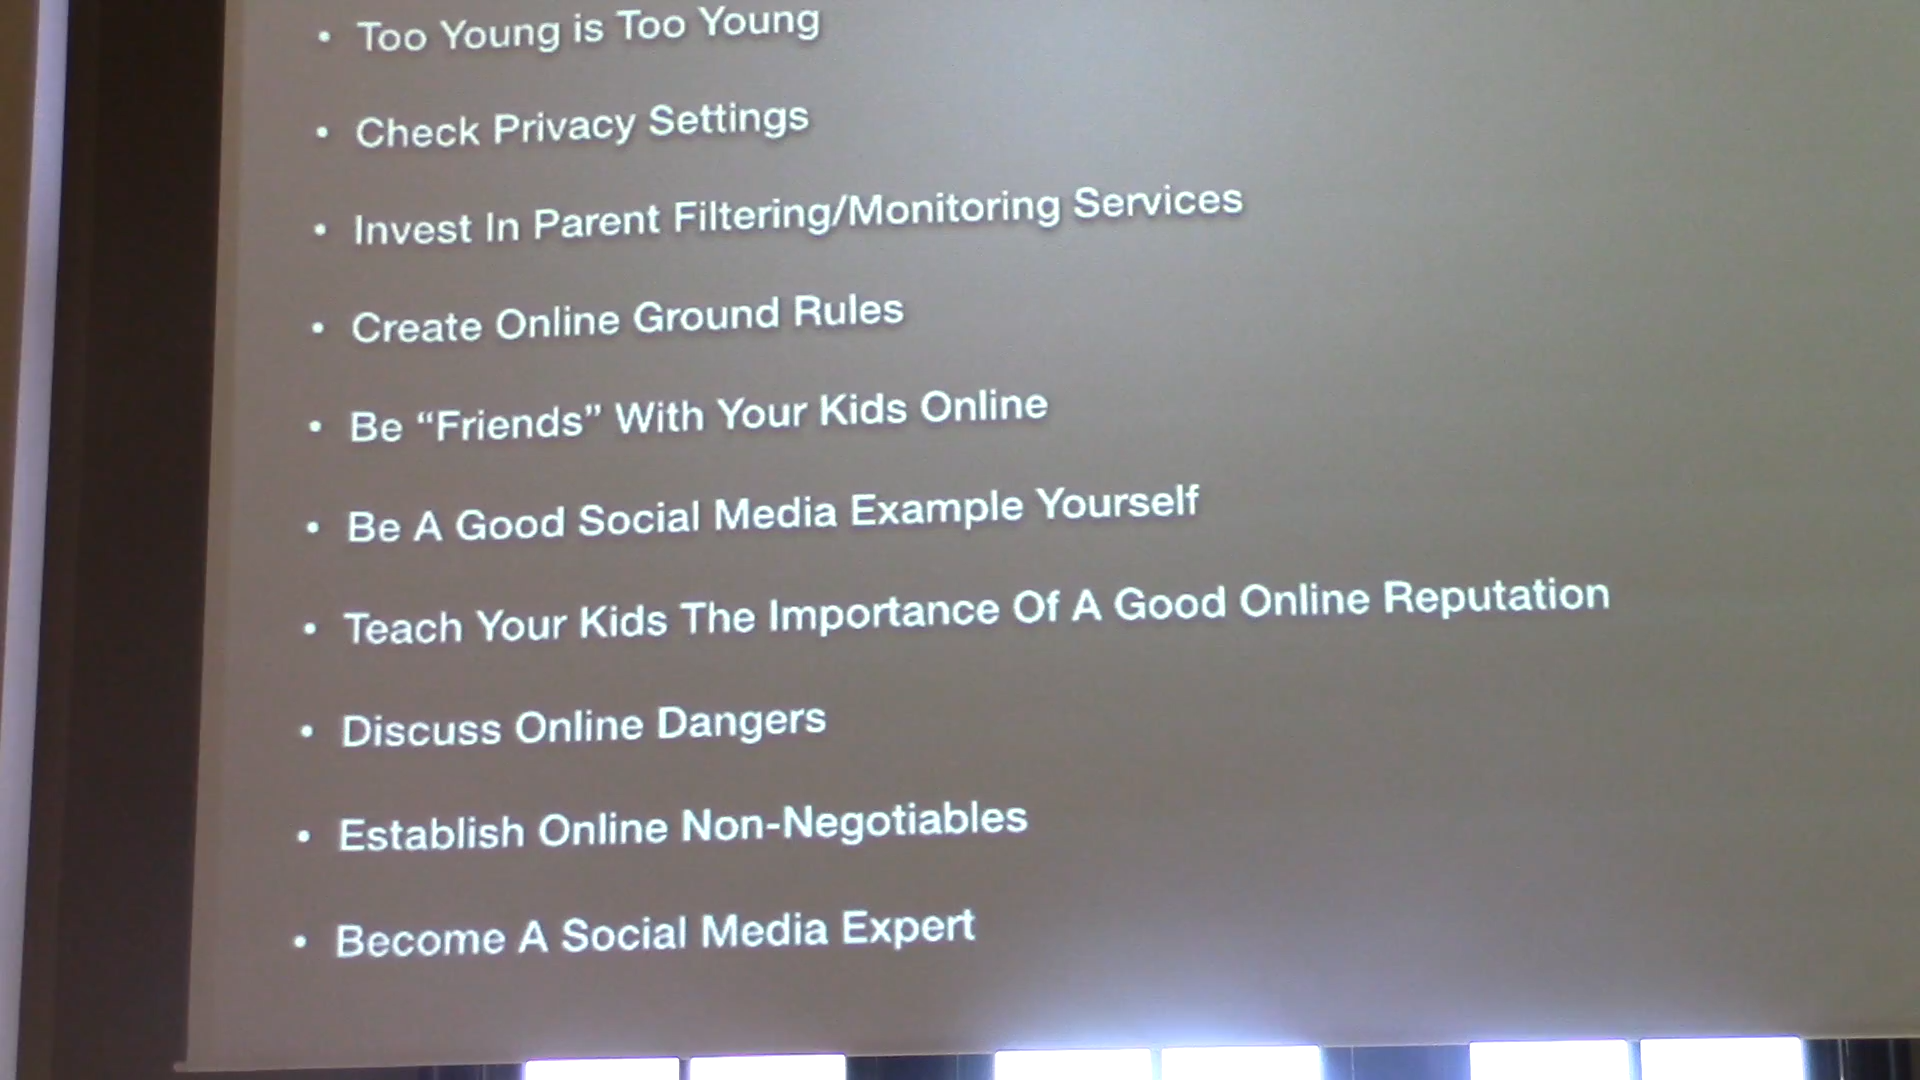 • Too Young is Too Young
• Check Privacy Settings
• Invest In Parent Filtering/Monitoring Services
• Create Online Ground Rules
• Be “Friends” With Your Kids Online
• Be A Good Social Media Example Yourself
• Teach Your Kids The Importance Of A Good Online Reputation
• Discuss Online Dangers
• Establish Online Non-Negotiables
• Become A Social Media Expert